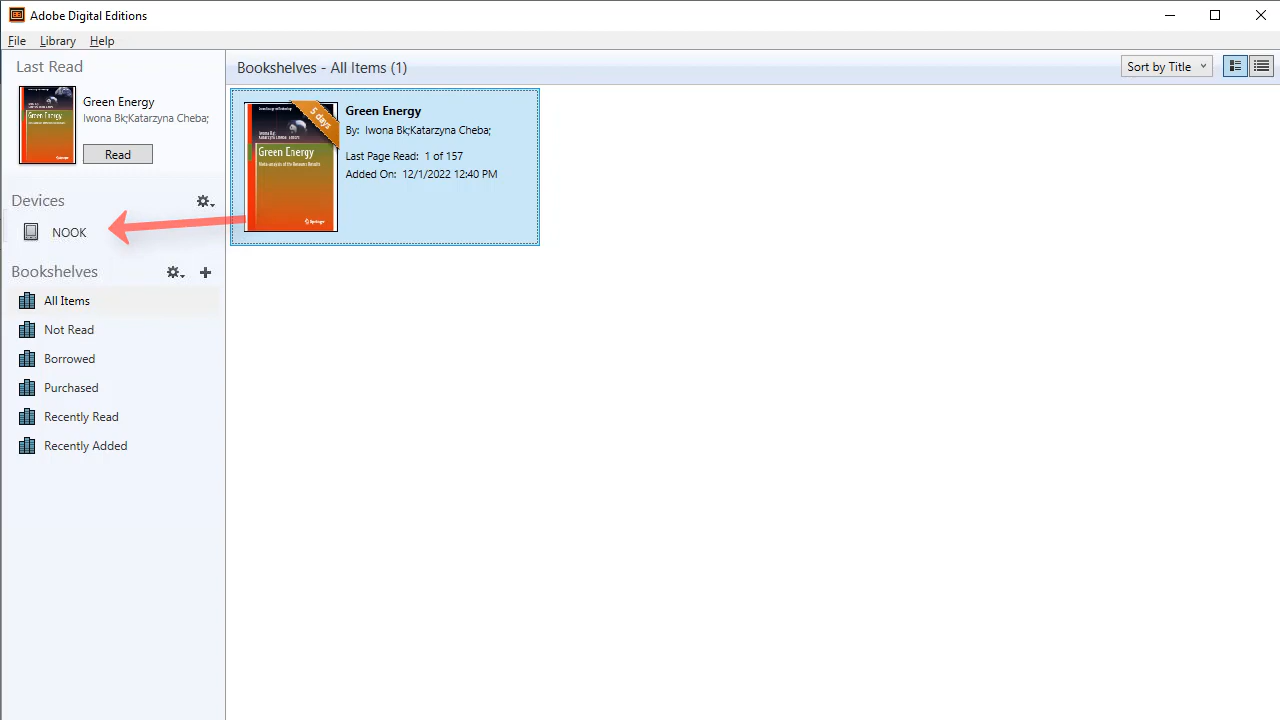 Adobe Digital Editions
File Library Help
Last Read
Green Energy
Iwona Bk;Katarzyna Cheba;
Read
Devices
NOOK
Bookshelves
All Items
Not Read
Borrowed
Purchased
Recently Read
Recently Added
Bookshelves - All Items (1)
Sort by Title
5 days
Green Energy
Springer
Green Energy
By: Iwona Bk;Katarzyna Cheba;
Last Page Read: 1 of 157
Added On: 12/1/2022 12:40 PM